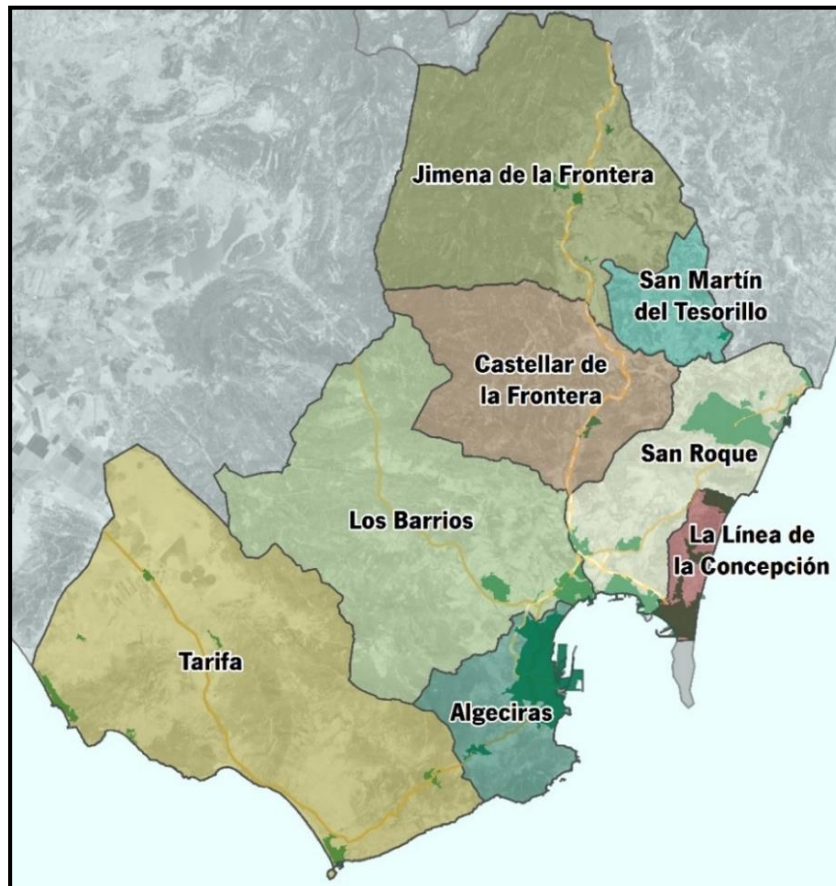 Jimena de la Frontera
San Martín
del Tesorillo
Castellar de
la Frontera
San Roque
Los Barrios
La Línea de
la Concepción
Tarifa
Algeciras